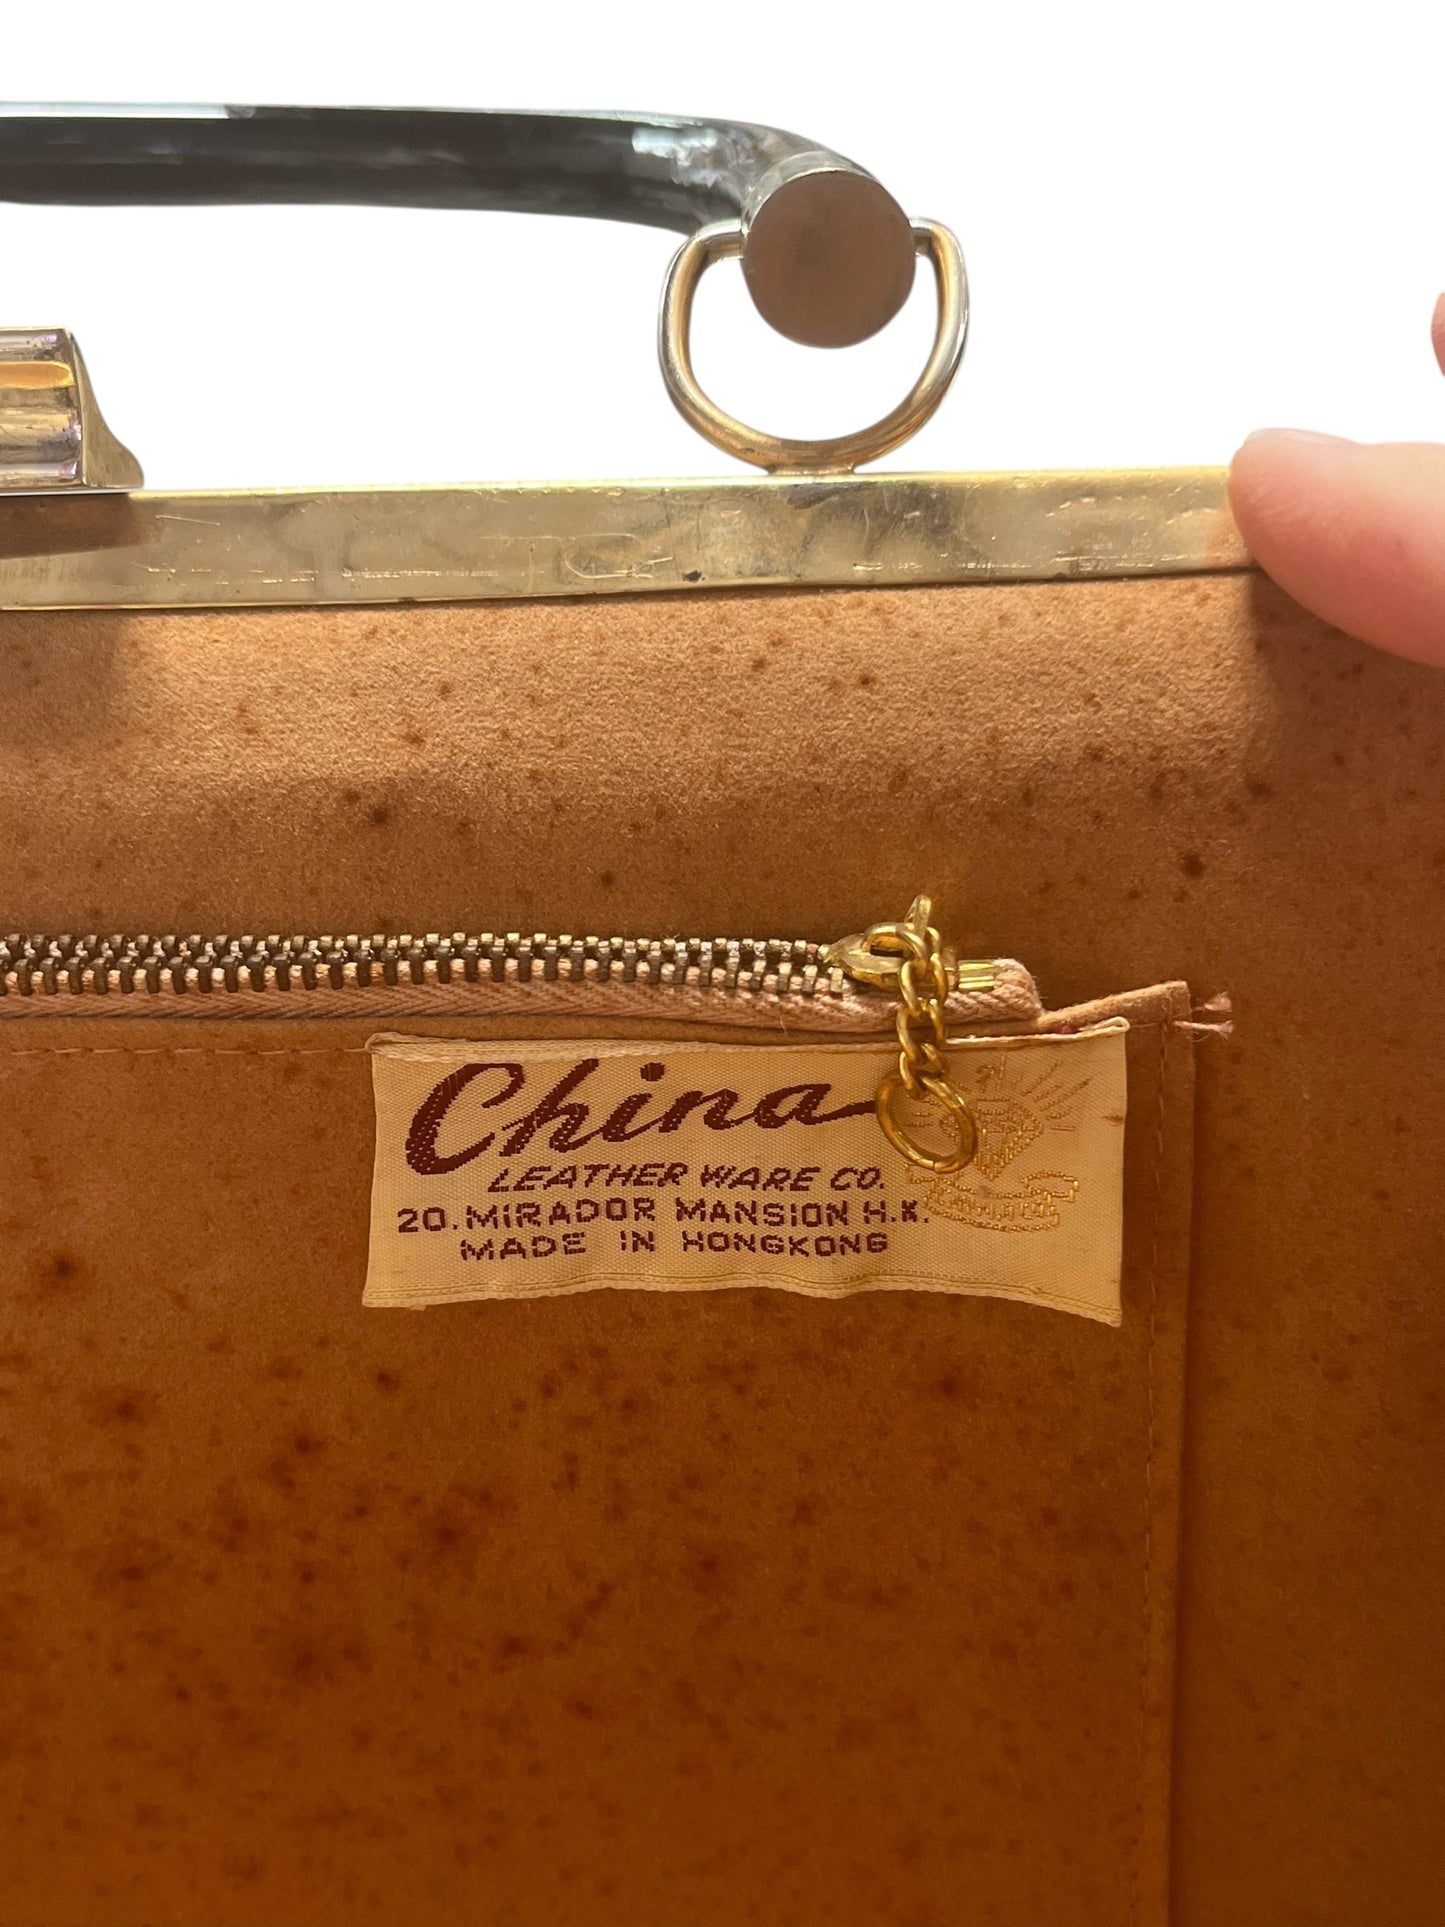 China
LEATHER WARE CO.
20. MIRADOR MANSION H.K.
MADE IN HONGKONG